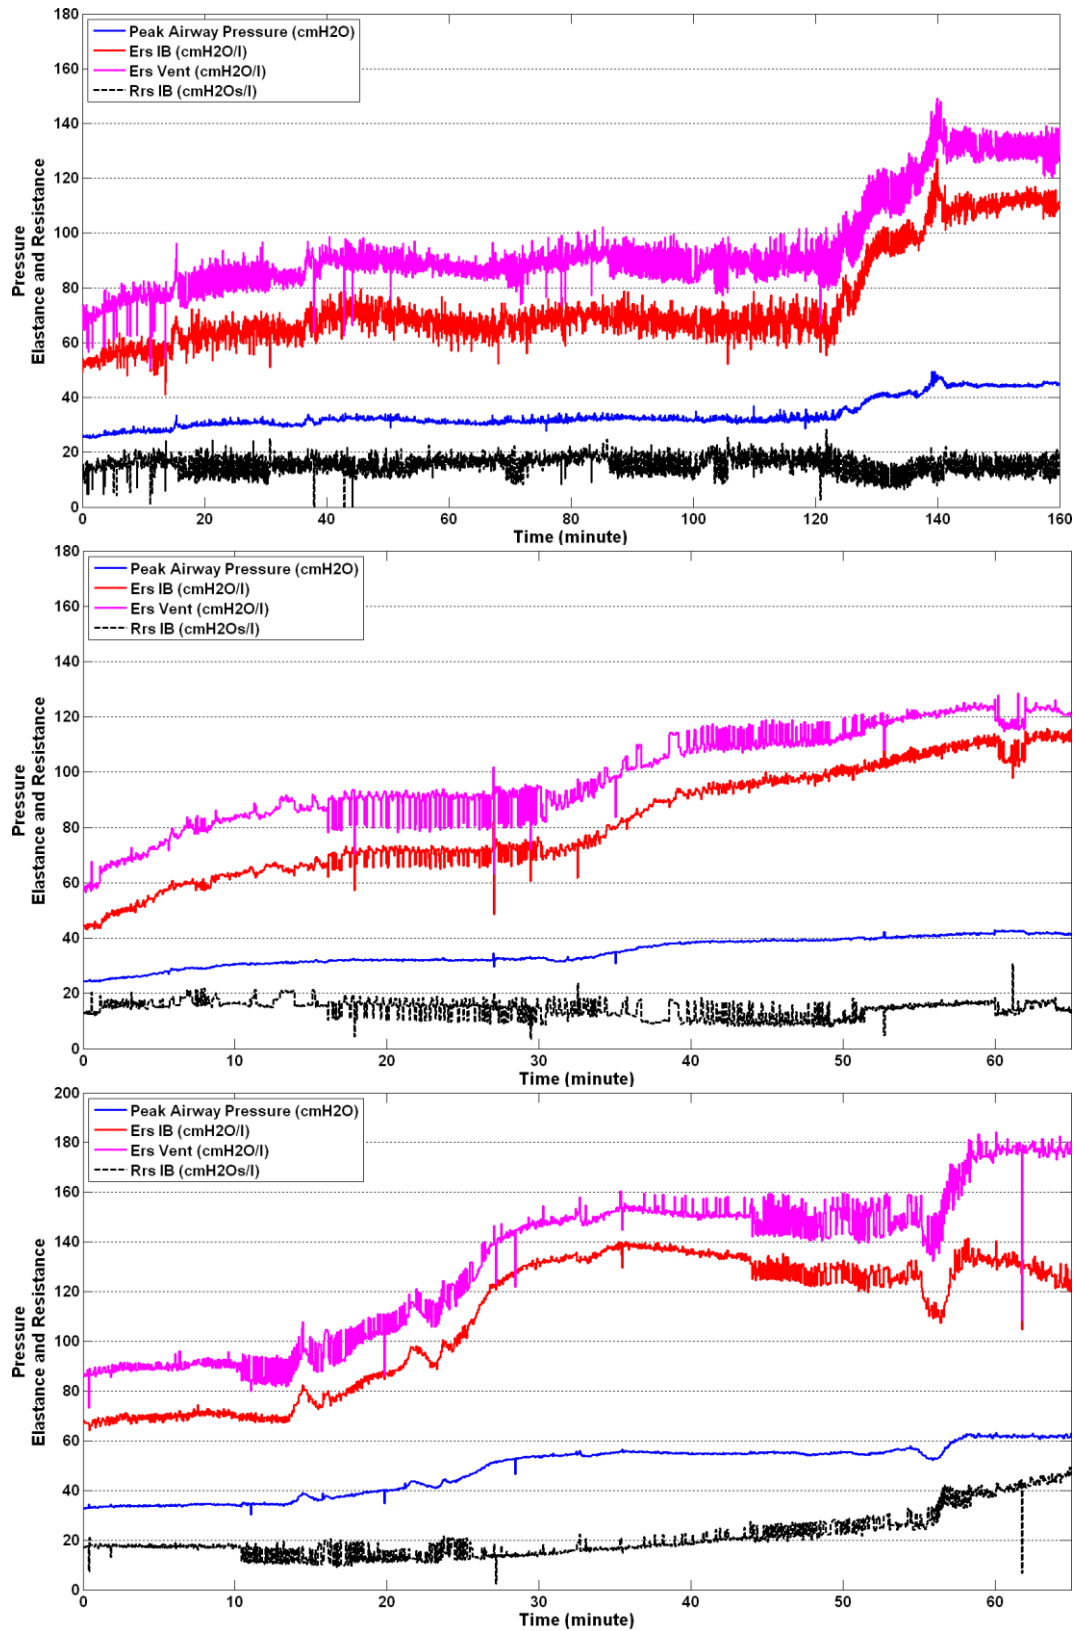 180
160
140
120
100
80
60
40
20
0
Pressure
Elastance and Resistance
Peak Airway Pressure (cmH2O)
Ers IB (cmH2O/l)
Ers Vent (cmH2O/l)
Rrs IB (cmH2Os/l)
0 20 40 60 80 100 120 140 160
Time (minute)
180
160
140
120
100
80
60
40
20
0
Pressure
Elastance and Resistance
Peak Airway Pressure (cmH2O)
Ers IB (cmH2O/l)
Ers Vent (cmH2O/l)
Rrs IB (cmH2Os/l)
0 10 20 30 40 50 60
Time (minute)
200
180
160
140
120
100
80
60
40
20
0
Pressure
Elastance and Resistance
Peak Airway Pressure (cmH2O)
Ers IB (cmH2O/l)
Ers Vent (cmH2O/l)
Rrs IB (cmH2Os/l)
0 10 20 30 40 50 60
Time (minute)